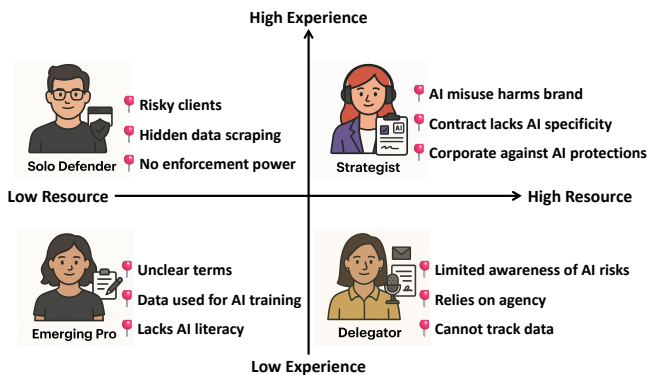 High Experience
Risky clients
Hidden data scraping
No enforcement power
Solo Defender
AI
AI misuse harms brand
Contract lacks AI specificity
Corporate against AI protections
Strategist
Low Resource
High Resource
Unclear terms
Data used for AI training
Lacks AI literacy
Emerging Pro
Limited awareness of AI risks
Relies on agency
Cannot track data
Delegator
Low Experience